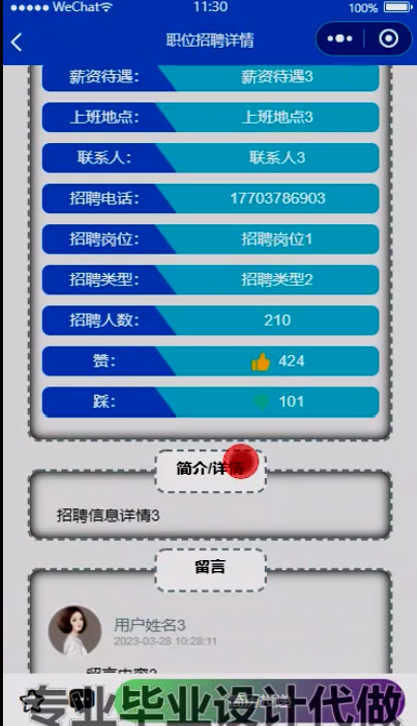 WeChat 11:30 100%
职位招聘详情
薪资待遇: 薪资待遇3
上班地点: 上班地点3
联系人: 联系人3
招聘电话: 17703786903
招聘岗位: 招聘岗位1
招聘类型: 招聘类型2
招聘人数: 210
赞: 424
踩: 101
简介/详情
招聘信息详情3
留言
用户姓名3
2023-03-28 10:28:11
留言内容3
专业毕业设计代做